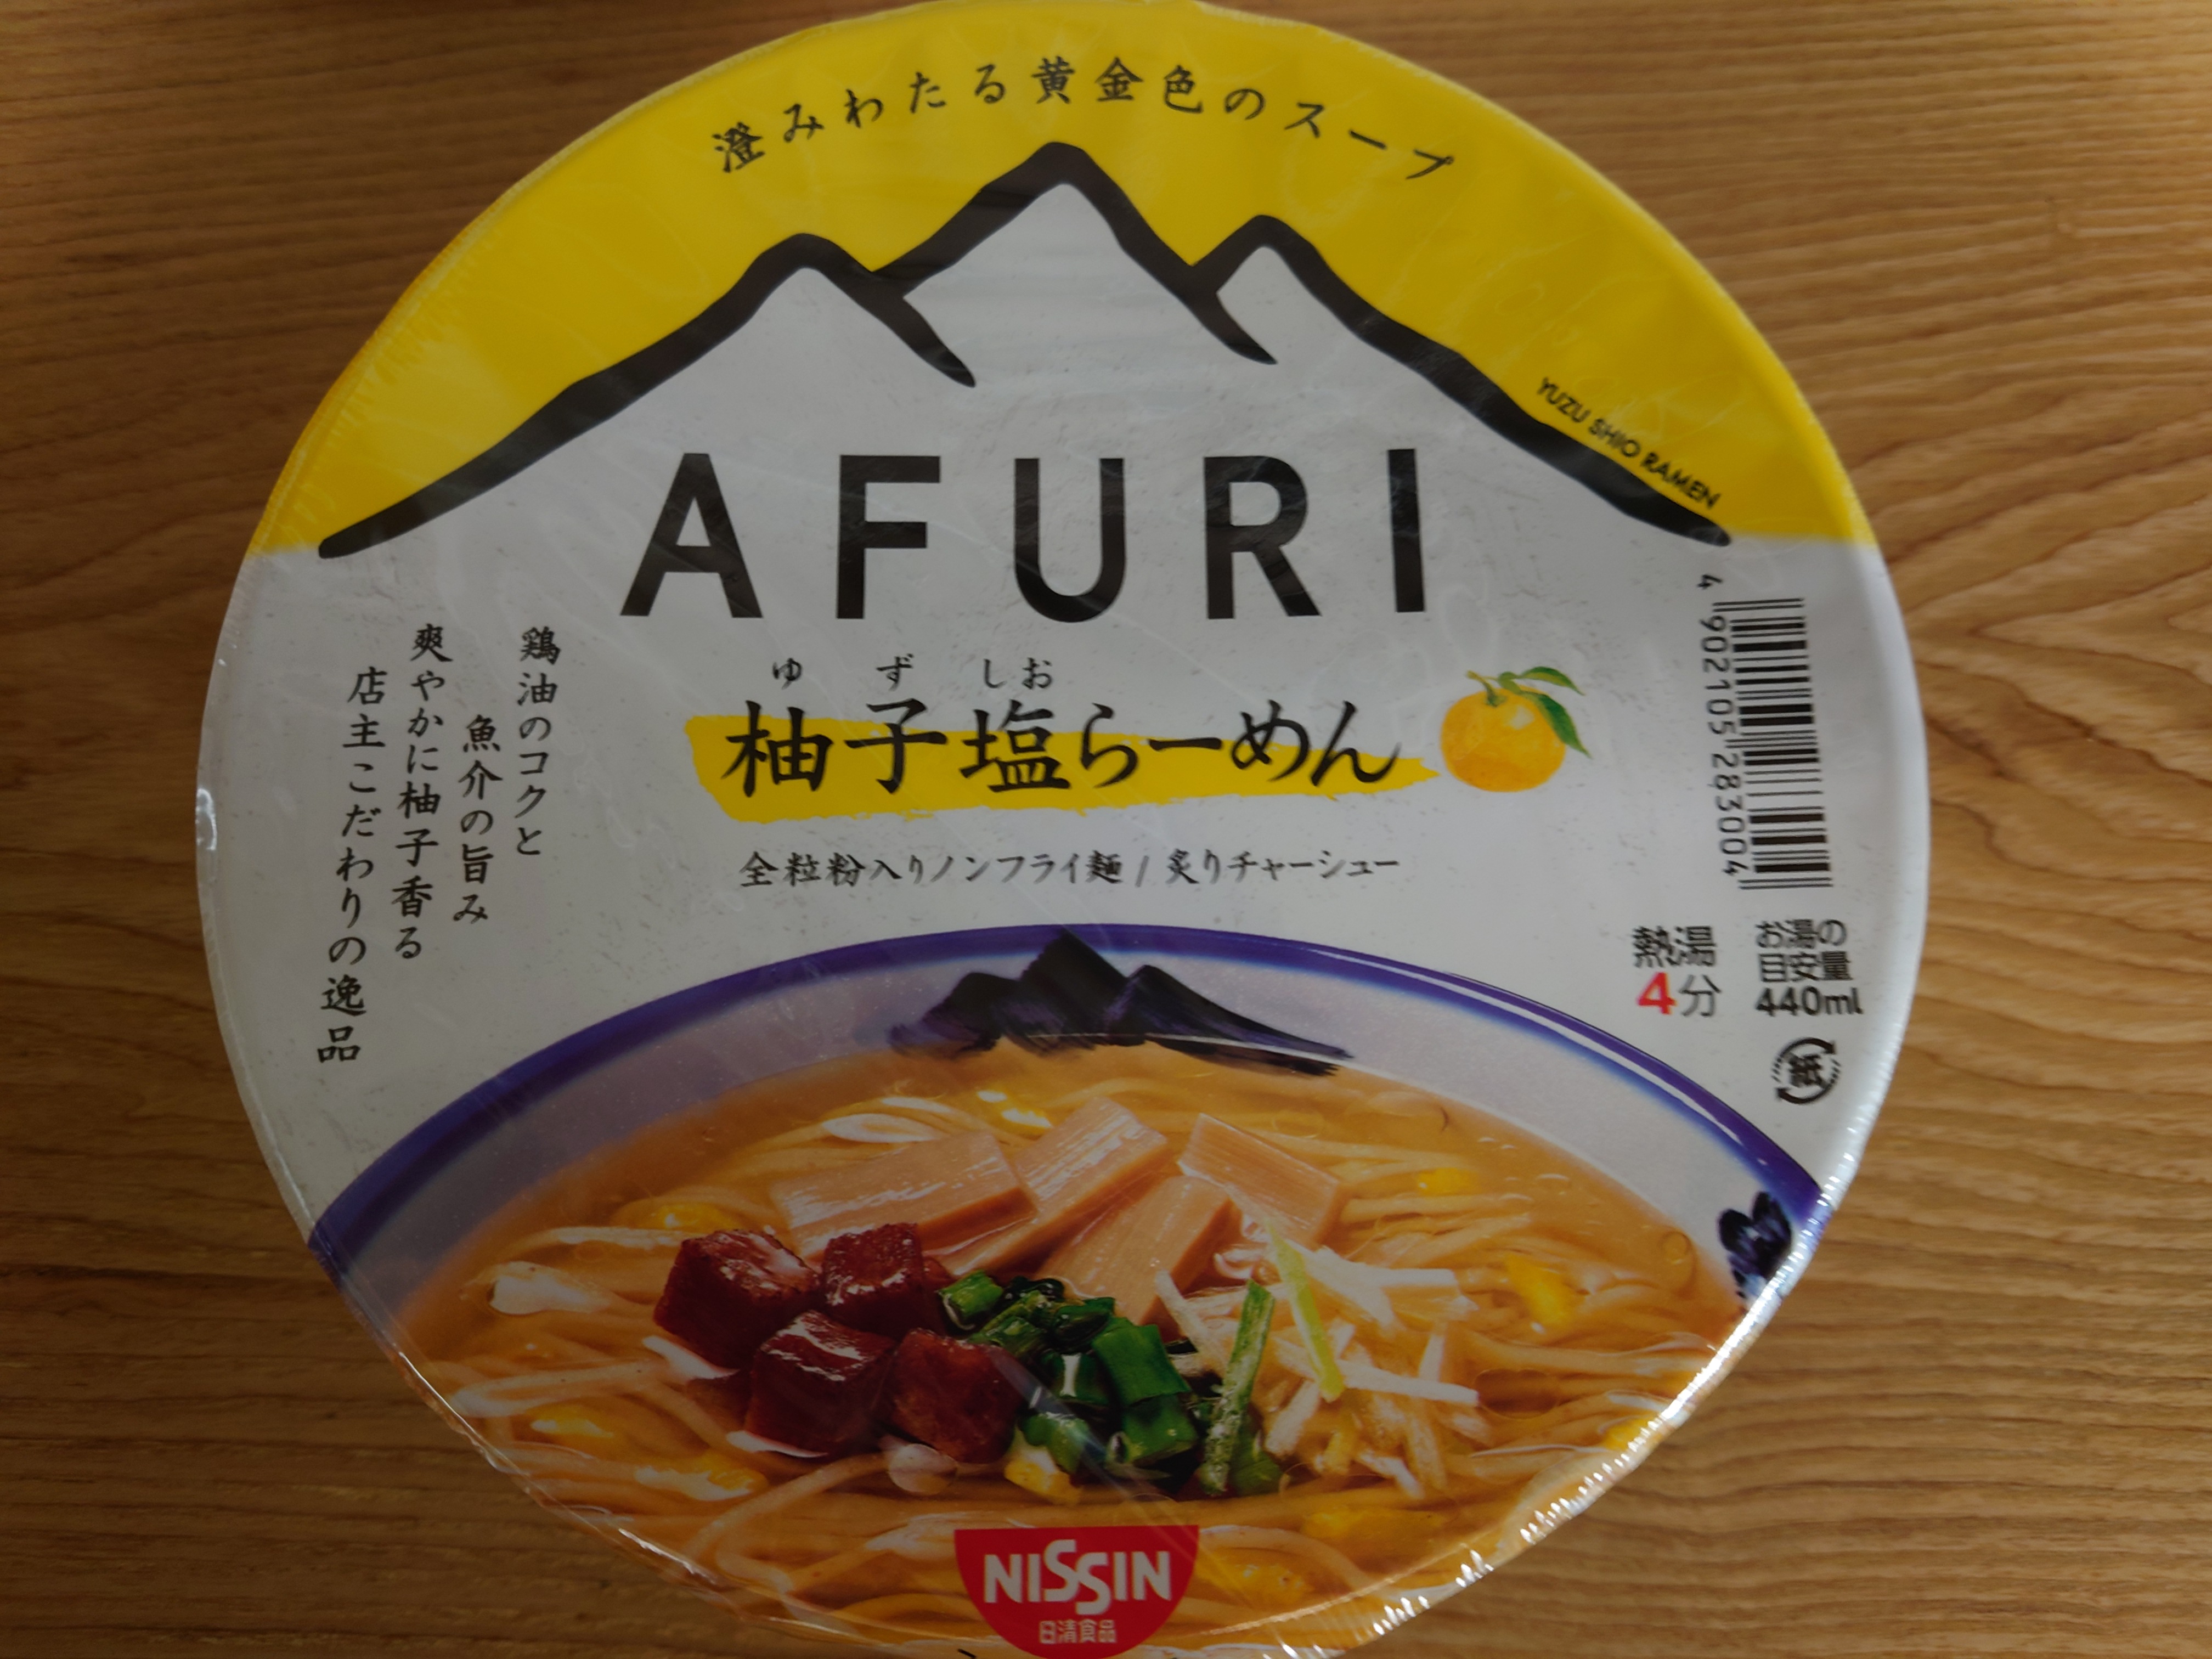 澄みわたる黄金色のスープ
YUZU SHIO RAMEN
AFURI
ゆ ず しお
柚子塩らーめん
全粒粉入りノンフライ麺 / 炙りチャーシュー
鶏油のコクと
魚介の旨み
爽やかに柚子香る
店主こだわりの逸品
4 902105 283004
熱湯
4分
お湯の
目安量
440ml
紙
NISSIN
日清食品